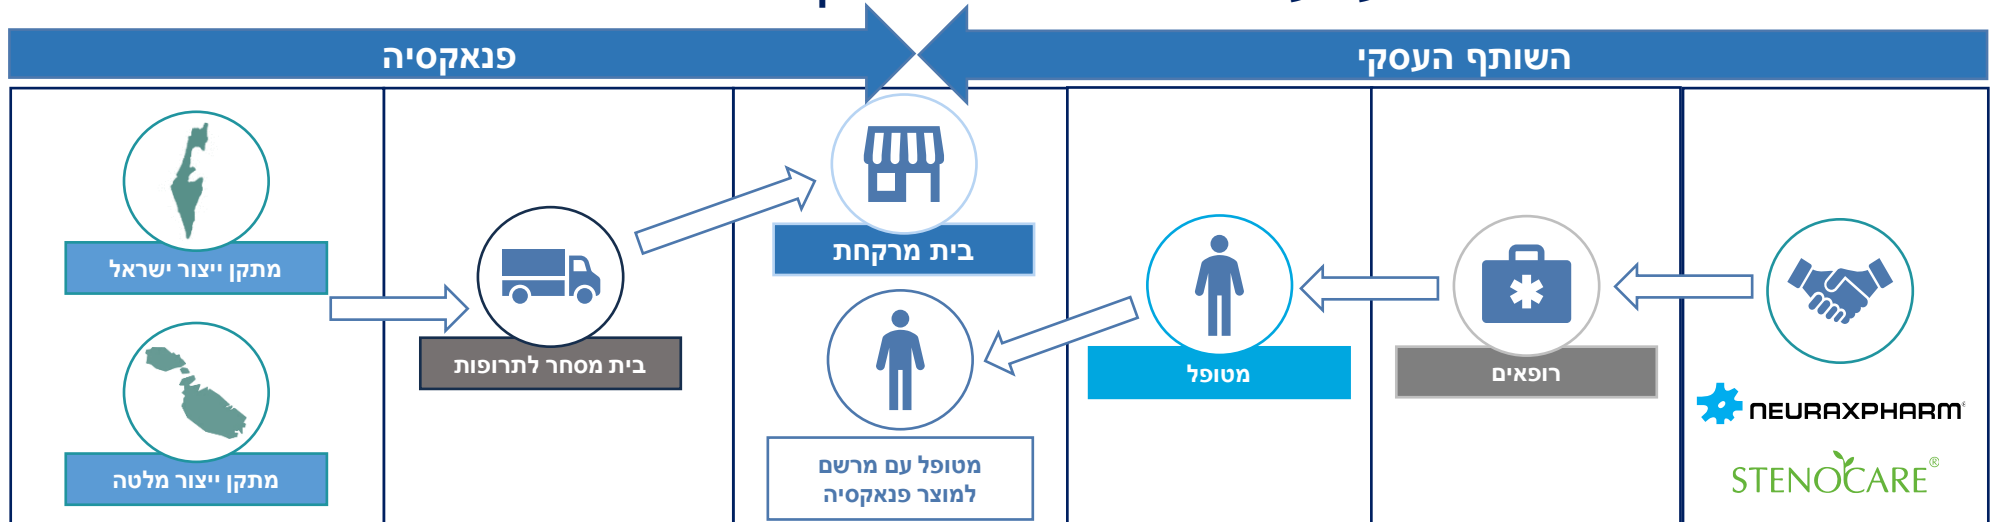 השותף העסקי
פנאקסיה
מתקן ייצור ישראל
מתקן ייצור מלטה
בית מסחר לתרופות
בית מרקחת
מטופל עם מרשם
למוצר פנאקסיה
מטופל
רופאים
NEURAXPHARM®
STENOCARE®